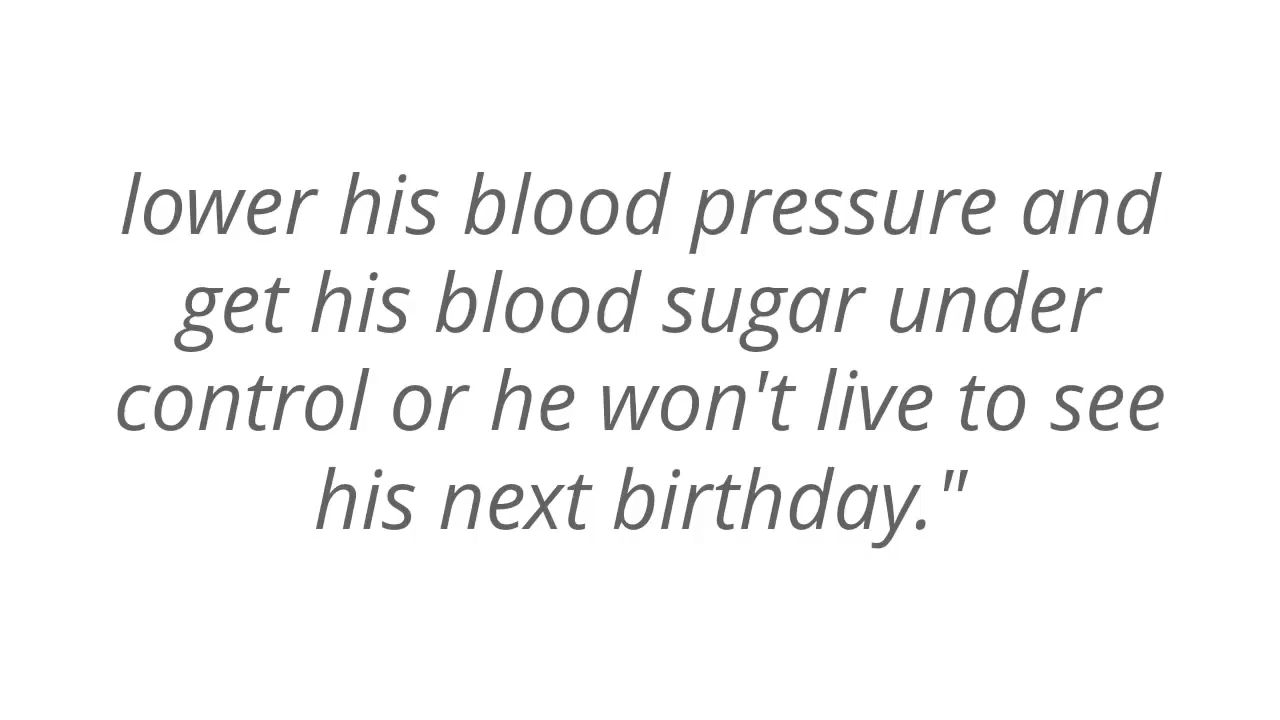 lower his blood pressure and
get his blood sugar under
control or he won't live to see
his next birthday."